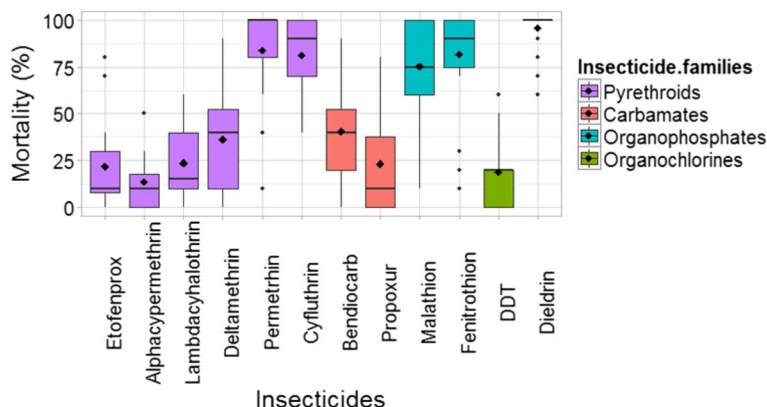 Mortality (%)
100
75
50
25
0
Etofenprox
Alphacypermethrin
Lambdacyhalothrin
Deltamethrin
Permetrhin
Cyfluthrin
Bendiocarb
Propoxur
Malathion
Fenitrothion
DDT
Dieldrin
Insecticides
Insecticide.families
Pyrethroids
Carbamates
Organophosphates
Organochlorines